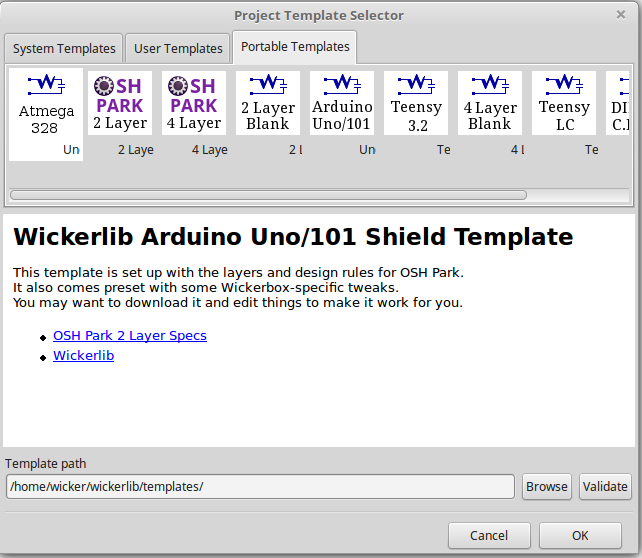 Project Template Selector
System Templates
User Templates
Portable Templates
Atmega
328
OSH
PARK
2 Layer
OSH
PARK
4 Layer
2 Layer
Blank
Arduino
Uno/101
Teensy
3.2
4 Layer
Blank
Teensy
LC
Un
2 Laye
4 Laye
2 l
Un
Te
4 l
Te
Wickerlib Arduino Uno/101 Shield Template
This template is set up with the layers and design rules for OSH Park.
It also comes preset with some Wickerbox-specific tweaks.
You may want to download it and edit things to make it work for you.
OSH Park 2 Layer Specs
Wickerlib
Template path
/home/wicker/wickerlib/templates/
Browse
Validate
Cancel
OK